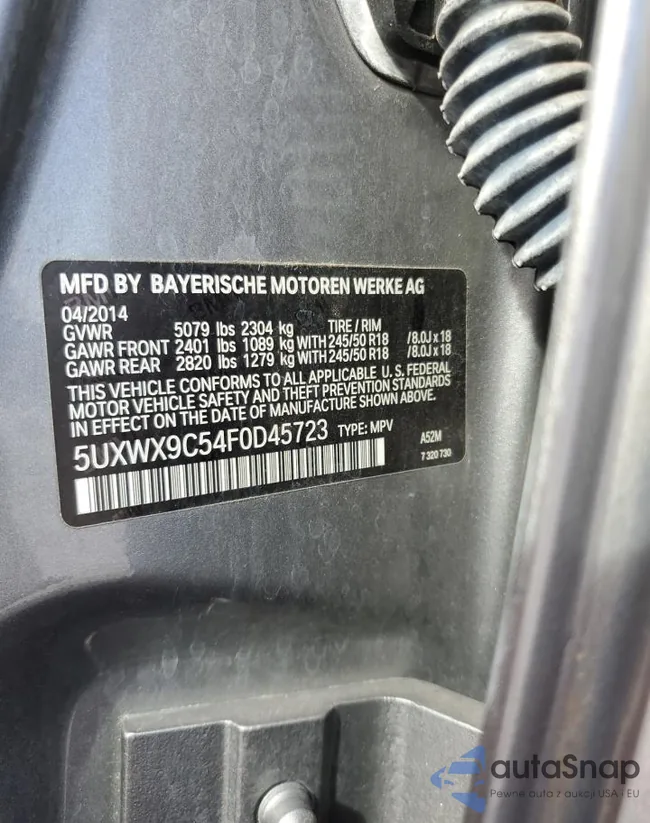 MFD BY BAYERISCHE MOTOREN WERKE AG
04/2014
GVWR 5079 lbs 2304 kg TIRE / RIM
GAWR FRONT 2401 lbs 1089 kg WITH 245/50 R18 /8.0J x 18
GAWR REAR 2820 lbs 1279 kg WITH 245/50 R18 /8.0J x 18
THIS VEHICLE CONFORMS TO ALL APPLICABLE U. S. FEDERAL
MOTOR VEHICLE SAFETY AND THEFT PREVENTION STANDARDS
IN EFFECT ON THE DATE OF MANUFACTURE SHOWN ABOVE.
5UXWX9C54F0D45723 TYPE: MPV A52M
7 320 730
autaSnap
Pewne auta z aukcji USA i EU